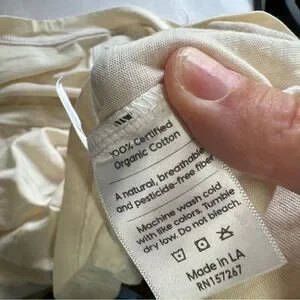 100% Certified
Organic Cotton
A natural, breathable
and pesticide-free fiber
Machine wash cold
with like colors. Tumble
dry low. Do not bleach.
Made in LA
RN157267